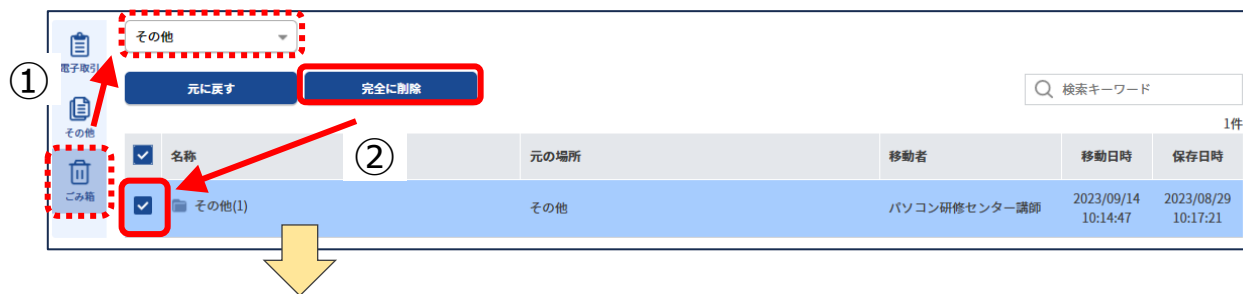 その他
電子取引
①
元に戻す
完全に削除
検索キーワード
その他
1件
名称
②
元の場所
移動者
移動日時
保存日時
ごみ箱
その他(1)
その他
パソコン研修センター講師
2023/09/14
10:14:47
2023/08/29
10:17:21